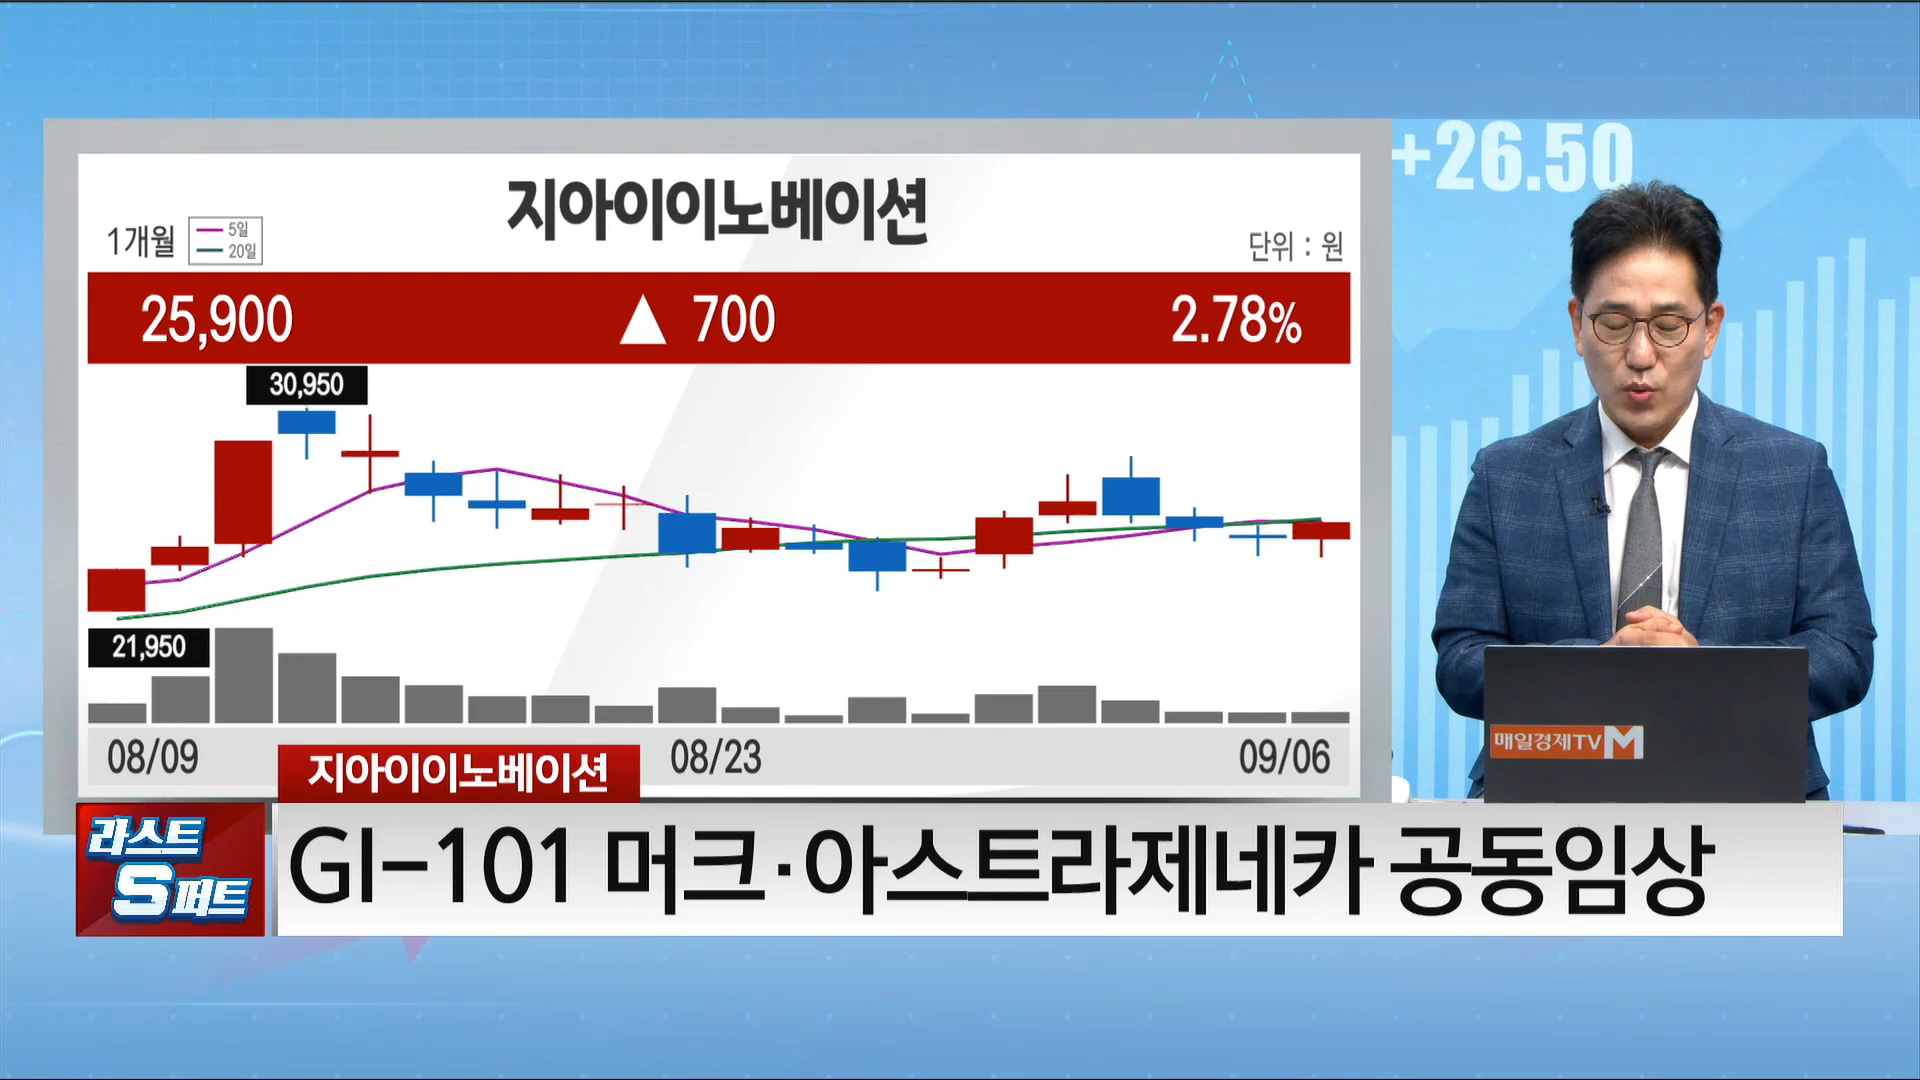 +26.50
지아이이노베이션
1개월
5일
20일
단위 : 원
25,900 ▲ 700 2.78%
30,950
21,950
08/09 08/23 09/06
지아이이노베이션
매일경제TV M
라스트
S퍼트
GI-101 머크·아스트라제네카 공동임상